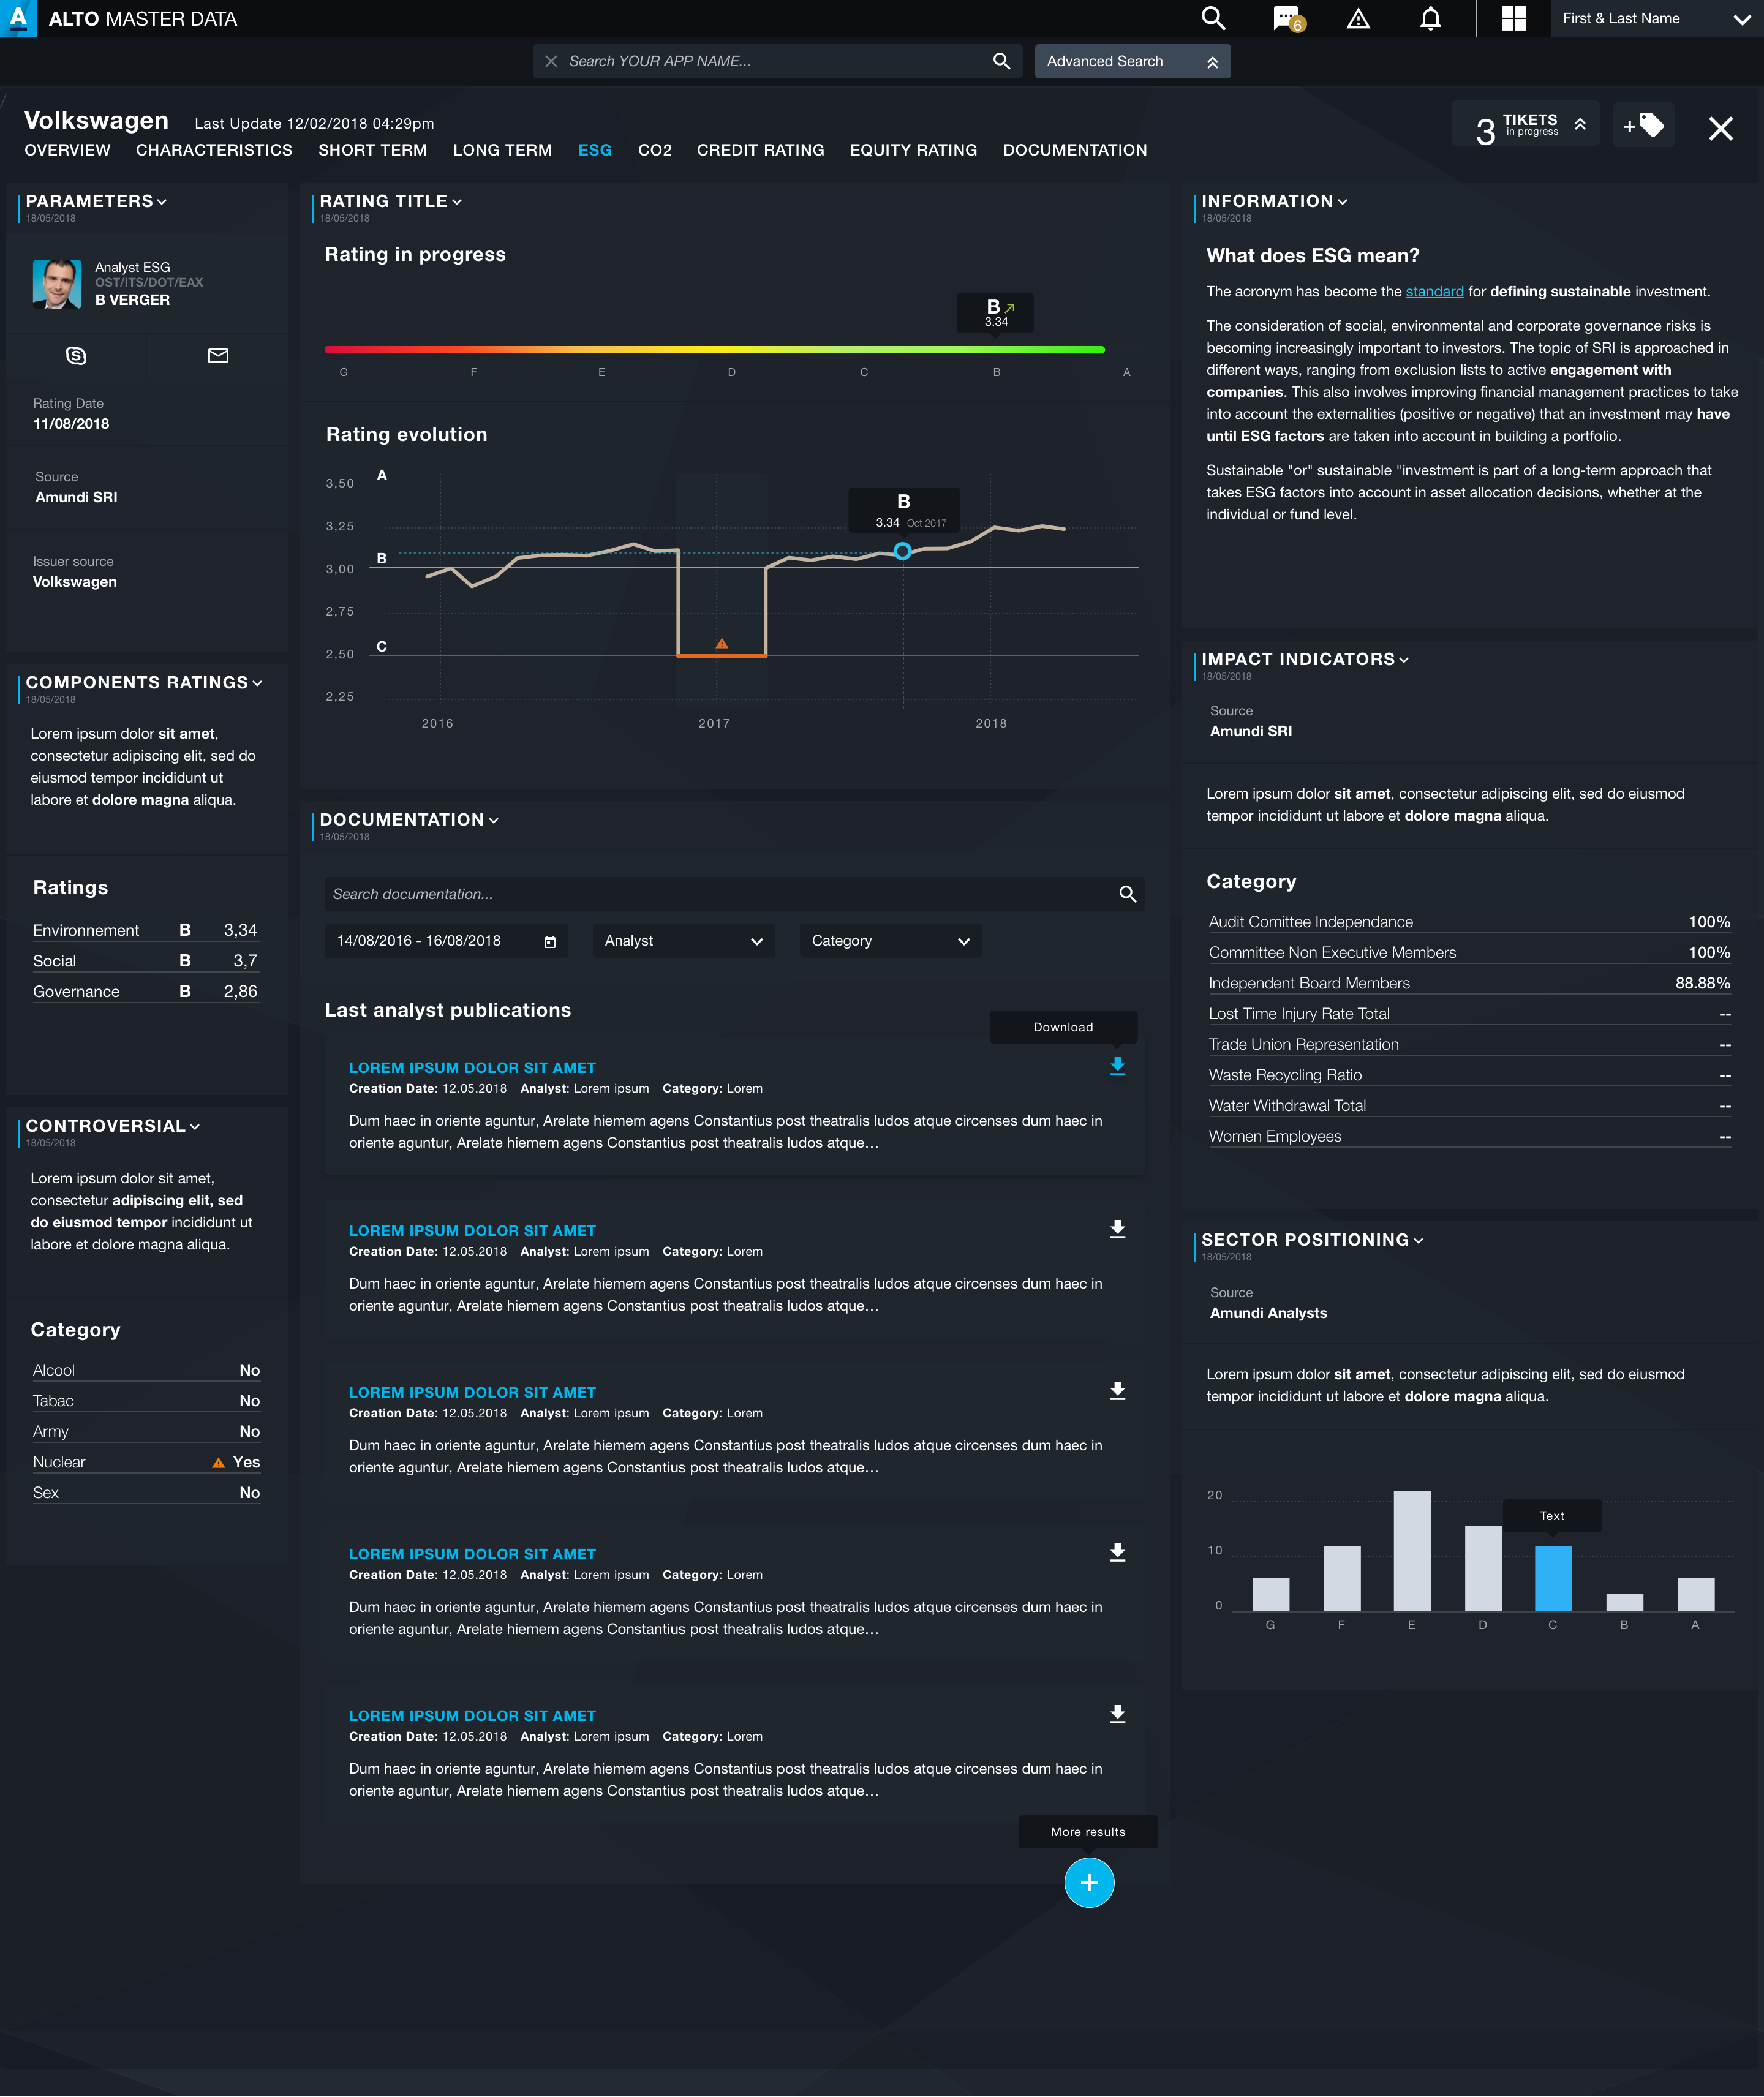 A ALTO MASTER DATA
6
First & Last Name
Search YOUR APP NAME...
Advanced Search
Volkswagen Last Update 12/02/2018 04:29pm
3 TIKETS
in progress
+
OVERVIEW CHARACTERISTICS SHORT TERM LONG TERM ESG CO2 CREDIT RATING EQUITY RATING DOCUMENTATION
PARAMETERS
18/05/2018
Analyst ESG
OST/ITS/DOT/EAX
B VERGER
Rating Date
11/08/2018
Source
Amundi SRI
Issuer source
Volkswagen
COMPONENTS RATINGS
18/05/2018
Lorem ipsum dolor sit amet,
consectetur adipiscing elit, sed do
eiusmod tempor incididunt ut
labore et dolore magna aliqua.
Ratings
Environnement B 3,34
Social B 3,7
Governance B 2,86
CONTROVERSIAL
18/05/2018
Lorem ipsum dolor sit amet,
consectetur adipiscing elit, sed
do eiusmod tempor incididunt ut
labore et dolore magna aliqua.
Category
Alcool No
Tabac No
Army No
Nuclear Yes
Sex No
RATING TITLE
18/05/2018
Rating in progress
B
3.34
G F E D C B A
Rating evolution
A
3,50
3,25
B
3,00
2,75
C
2,50
2,25
B
3.34 Oct 2017
2016 2017 2018
DOCUMENTATION
18/05/2018
Search documentation...
14/08/2016 - 16/08/2018 Analyst Category
Last analyst publications
Download
LOREM IPSUM DOLOR SIT AMET
Creation Date: 12.05.2018 Analyst: Lorem ipsum Category: Lorem
Dum haec in oriente aguntur, Arelate hiemem agens Constantius post theatralis ludos atque circenses dum haec in
oriente aguntur, Arelate hiemem agens Constantius post theatralis ludos atque…
LOREM IPSUM DOLOR SIT AMET
Creation Date: 12.05.2018 Analyst: Lorem ipsum Category: Lorem
Dum haec in oriente aguntur, Arelate hiemem agens Constantius post theatralis ludos atque circenses dum haec in
oriente aguntur, Arelate hiemem agens Constantius post theatralis ludos atque…
LOREM IPSUM DOLOR SIT AMET
Creation Date: 12.05.2018 Analyst: Lorem ipsum Category: Lorem
Dum haec in oriente aguntur, Arelate hiemem agens Constantius post theatralis ludos atque circenses dum haec in
oriente aguntur, Arelate hiemem agens Constantius post theatralis ludos atque…
LOREM IPSUM DOLOR SIT AMET
Creation Date: 12.05.2018 Analyst: Lorem ipsum Category: Lorem
Dum haec in oriente aguntur, Arelate hiemem agens Constantius post theatralis ludos atque circenses dum haec in
oriente aguntur, Arelate hiemem agens Constantius post theatralis ludos atque…
LOREM IPSUM DOLOR SIT AMET
Creation Date: 12.05.2018 Analyst: Lorem ipsum Category: Lorem
Dum haec in oriente aguntur, Arelate hiemem agens Constantius post theatralis ludos atque circenses dum haec in
oriente aguntur, Arelate hiemem agens Constantius post theatralis ludos atque…
More results
+
INFORMATION
18/05/2018
What does ESG mean?
The acronym has become the standard for defining sustainable investment.
The consideration of social, environmental and corporate governance risks is
becoming increasingly important to investors. The topic of SRI is approached in
different ways, ranging from exclusion lists to active engagement with
companies. This also involves improving financial management practices to take
into account the externalities (positive or negative) that an investment may have
until ESG factors are taken into account in building a portfolio.
Sustainable "or" sustainable "investment is part of a long-term approach that
takes ESG factors into account in asset allocation decisions, whether at the
individual or fund level.
IMPACT INDICATORS
18/05/2018
Source
Amundi SRI
Lorem ipsum dolor sit amet, consectetur adipiscing elit, sed do eiusmod
tempor incididunt ut labore et dolore magna aliqua.
Category
Audit Comittee Independance 100%
Committee Non Executive Members 100%
Independent Board Members 88.88%
Lost Time Injury Rate Total --
Trade Union Representation --
Waste Recycling Ratio --
Water Withdrawal Total --
Women Employees --
SECTOR POSITIONING
18/05/2018
Source
Amundi Analysts
Lorem ipsum dolor sit amet, consectetur adipiscing elit, sed do eiusmod
tempor incididunt ut labore et dolore magna aliqua.
20
Text
10
0
G F E D C B A